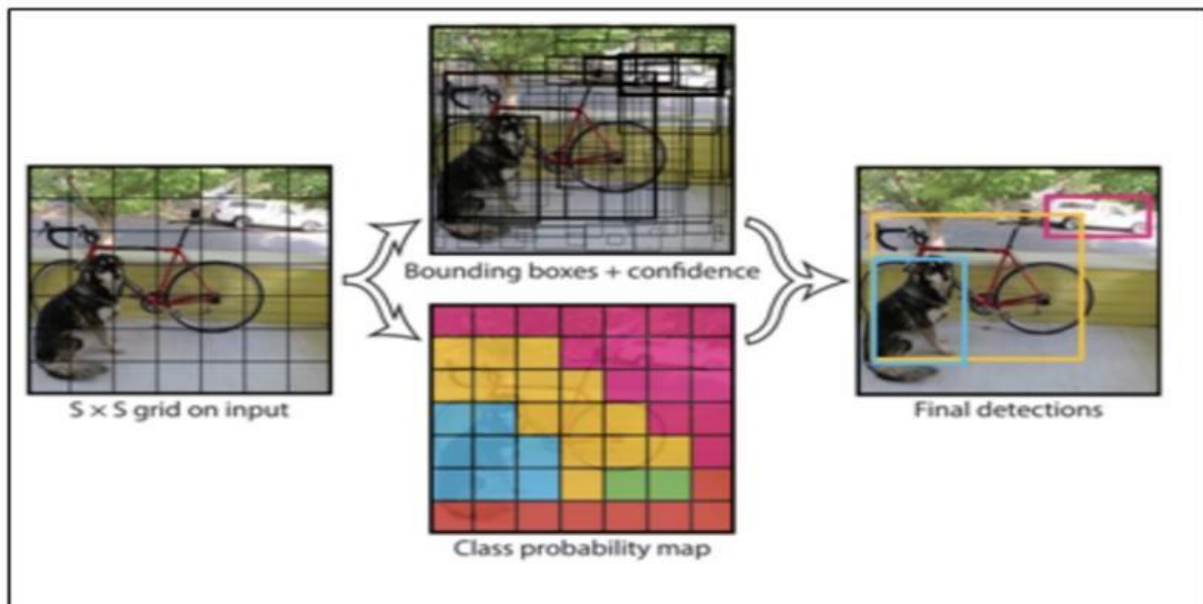 Bounding boxes + confidence
S × S grid on input
Final detections
Class probability map